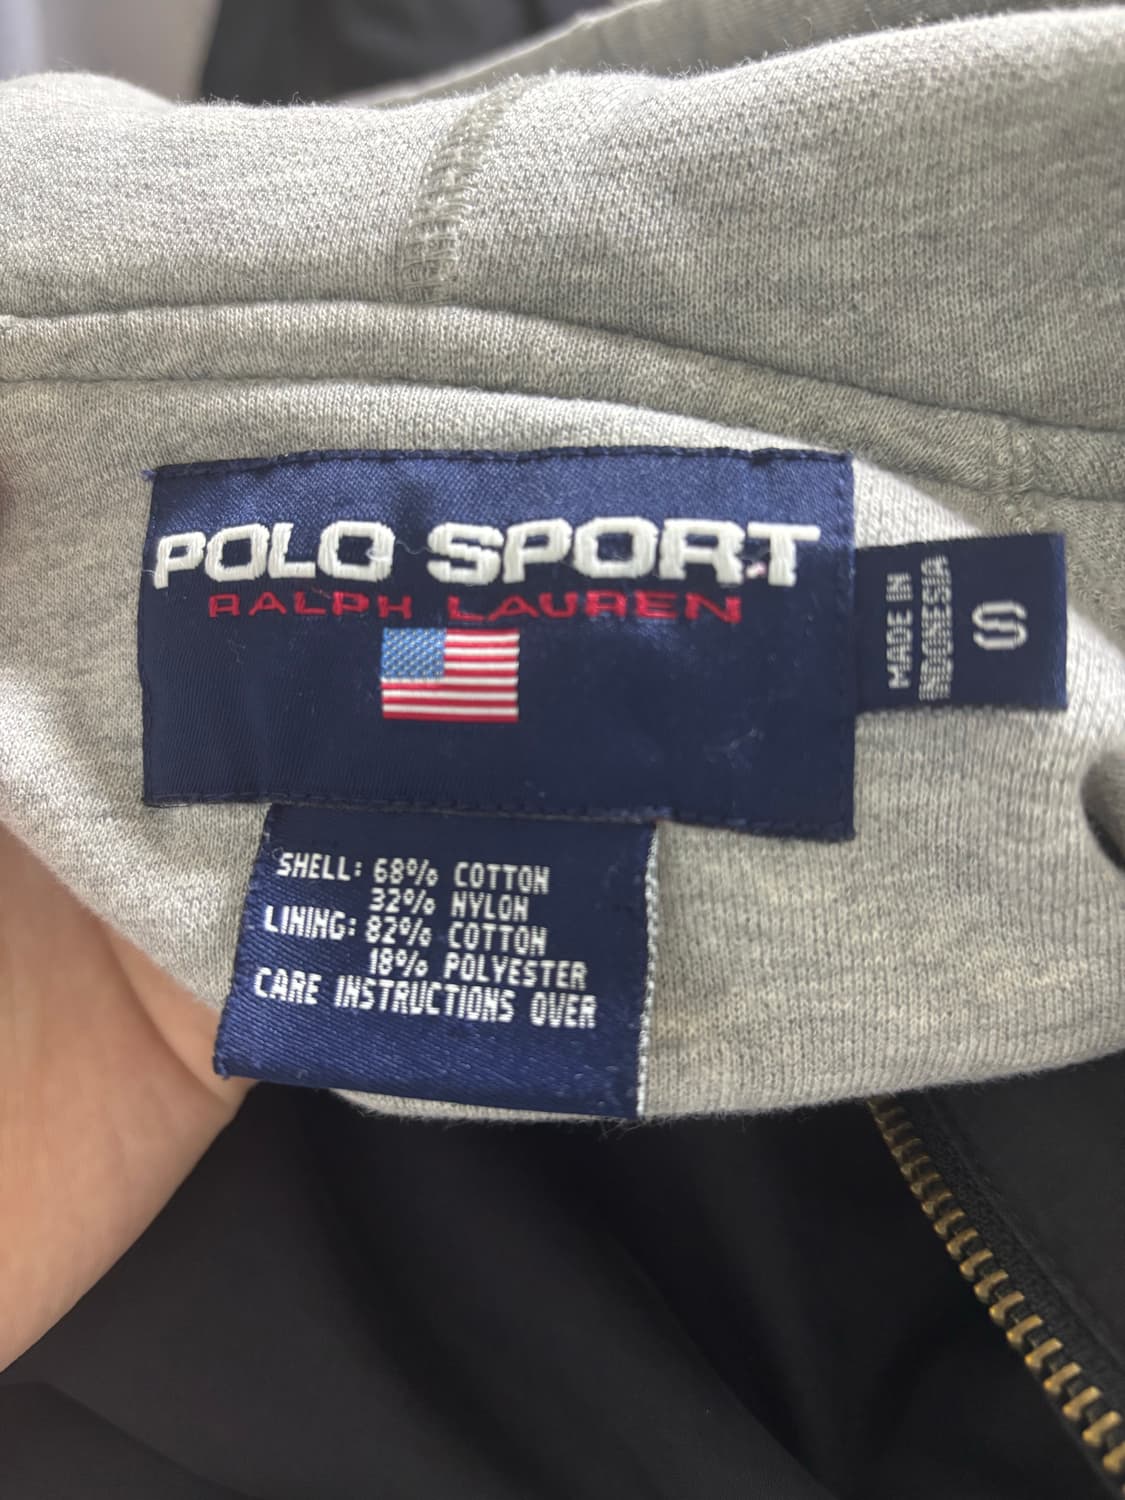 POLO SPORT
RALPH LAUREN
MADE IN
INDONESIA
S
SHELL: 68% COTTON
32% NYLON
LINING: 82% COTTON
18% POLYESTER
CARE INSTRUCTIONS OVER